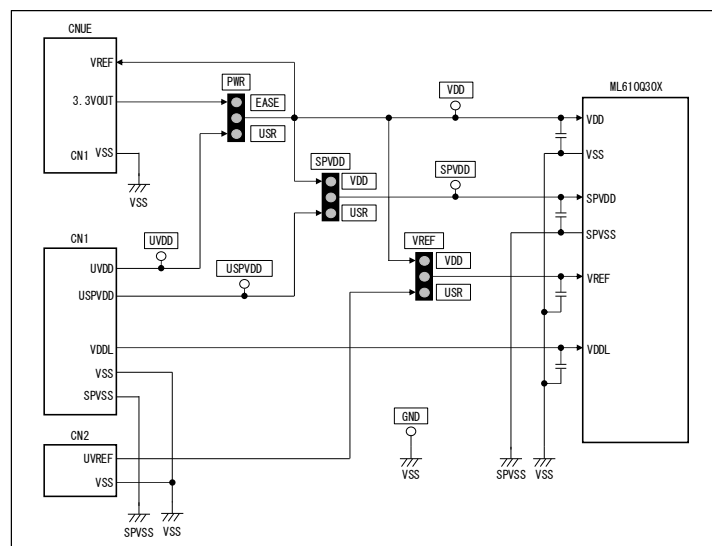 CNUE
VREF
3.3VOUT
CN1
VSS
VSS
PWR
EASE
USR
VDD
SPVDD
VDD
USR
SPVDD
VREF
VDD
USR
ML610Q30X
VDD
VSS
SPVDD
SPVSS
VREF
VDDL
CN1
UVDD
USPVDD
VDDL
VSS
SPVSS
UVDD
USPVDD
CN2
UVREF
VSS
SPVSS
VSS
GND
VSS
SPVSS
VSS